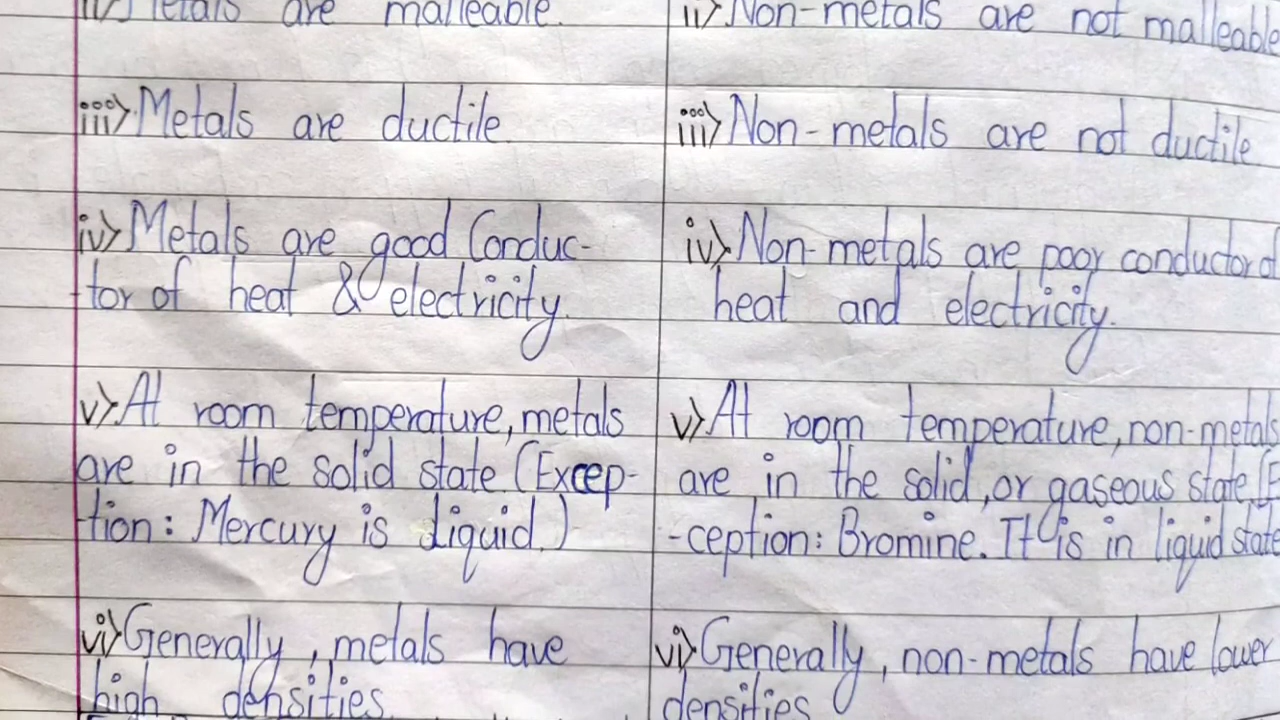 ii) Metals are malleable.
iii) Metals are ductile.
iv) Metals are good Conduc-
-tor of heat & electricity.
v) At room temperature, metals
are in the solid state (Excep-
-tion: Mercury is liquid.)
vi) Generally, metals have
high densities.
ii) Non-metals are not malleable
iii) Non-metals are not ductile.
iv) Non-metals are poor conductor of
heat and electricity.
v) At room temperature, non-metals
are in the solid, or gaseous state (E
-ception: Bromine. It is in liquid state
vi) Generally, non-metals have lower
densities